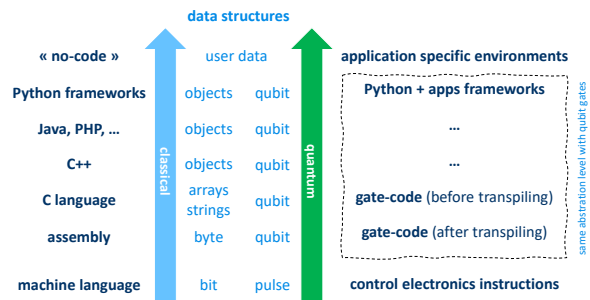 data structures
« no-code »
user data
application specific environments
Python frameworks
objects
qubit
Python + apps frameworks
Java, PHP, ...
objects
qubit
...
C++
objects
qubit
...
C language
arrays
strings
qubit
gate-code (before transpiling)
assembly
byte
qubit
gate-code (after transpiling)
machine language
bit
pulse
control electronics instructions
classical
quantum
same abstration level with qubit gates